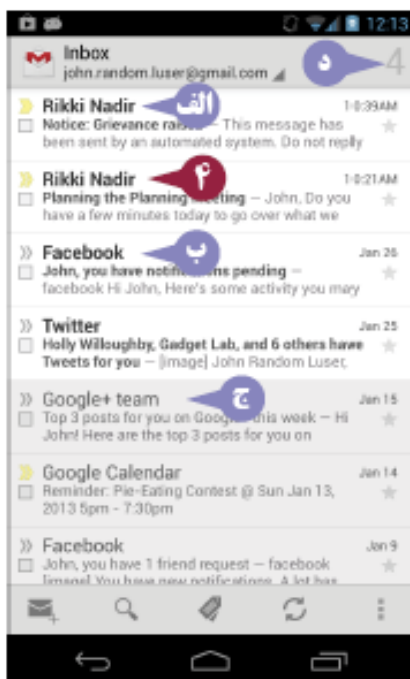 12:13
Inbox
john.random.luser@gmail.com
د
4
Rikki Nadir
الف
10:39AM
Notice: Grievance raised — This message has
been sent by an automated system. Do not reply
Rikki Nadir
۴
10:21AM
Planning the Planning Meeting — John, Do you
have a few minutes today to go over what we
Facebook
ب
Jan 26
John, you have notifications pending —
facebook Hi John, Here's some activity you may
Twitter
Jan 25
Holly Willoughby, Gadget Lab, and 6 others have
Tweets for you — [image] John Random Luser,
Google+ team
ج
Jan 15
Top 3 posts for you on Google+ this week — Hi
John! Here are the top 3 posts for you on
Google Calendar
Jan 14
Reminder: Pie-Eating Contest @ Sun Jan 13,
2013 5pm - 7:30pm
Facebook
Jan 9
John, you have 1 friend request — facebook
[image] You have new notifications. A lot has